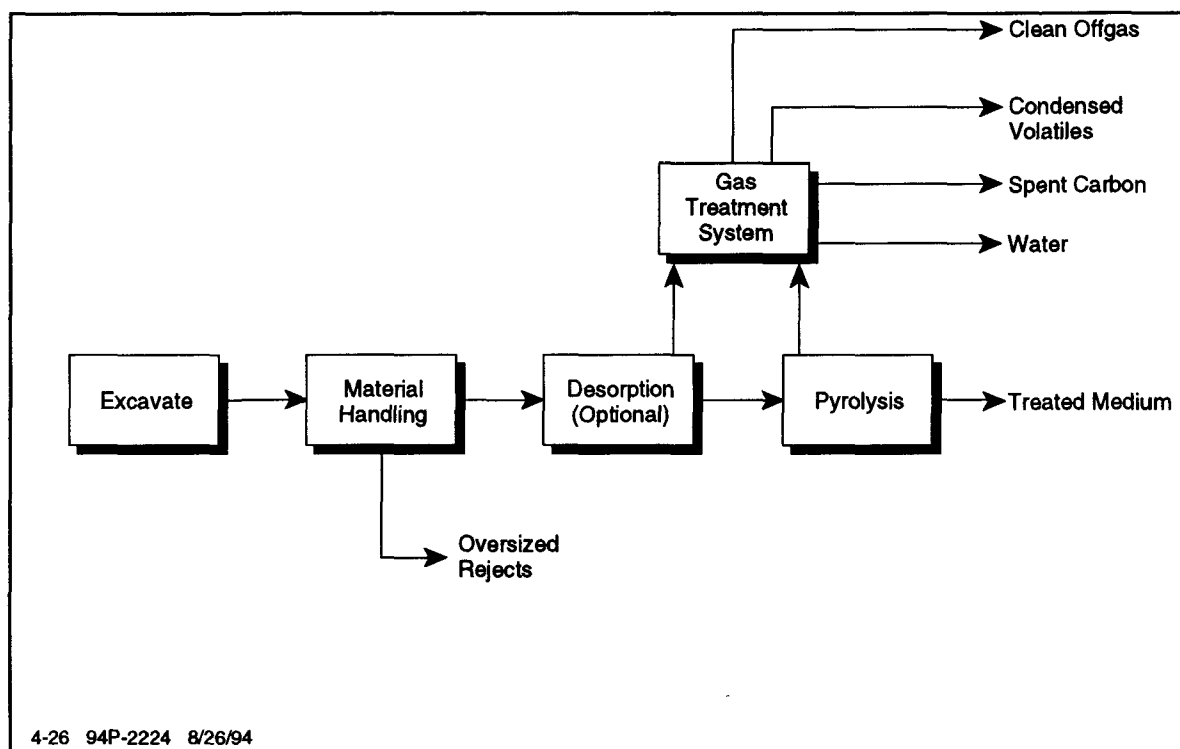 Clean Offgas
Condensed
Volatiles
Gas
Treatment
System
Spent Carbon
Water
Excavate
Material
Handling
Desorption
(Optional)
Pyrolysis
Treated Medium
Oversized
Rejects
4-26 94P-2224 8/26/94